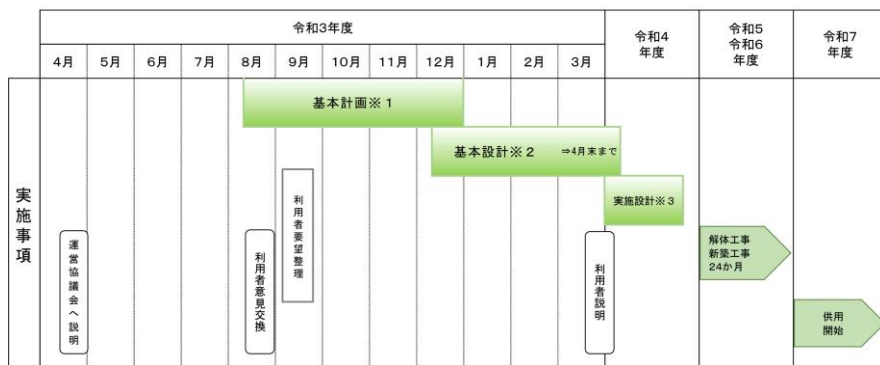 令和3年度
令和4
年度
令和5
令和6
年度
令和7
年度
4月
5月
6月
7月
8月
9月
10月
11月
12月
1月
2月
3月
実施事項
基本計画※1
基本設計※2 ⇒4月末まで
実施設計※3
運営協議会へ説明
利用者意見交換
利用者要望整理
利用者説明
解体工事
新築工事
24か月
供用
開始